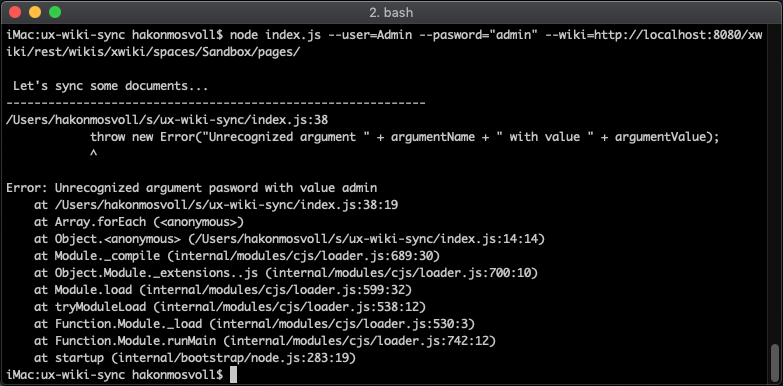 2. bash
iMac:ux-wiki-sync hakonmosvoll$ node index.js --user=Admin --pasword="admin" --wiki=http://localhost:8080/xw
iki/rest/wikis/xwiki/spaces/Sandbox/pages/
Let's sync some documents...
------------------------------------------------------------
/Users/hakonmosvoll/s/ux-wiki-sync/index.js:38
throw new Error("Unrecognized argument " + argumentName + " with value " + argumentValue);
^
Error: Unrecognized argument pasword with value admin
at /Users/hakonmosvoll/s/ux-wiki-sync/index.js:38:19
at Array.forEach (<anonymous>)
at Object.<anonymous> (/Users/hakonmosvoll/s/ux-wiki-sync/index.js:14:14)
at Module._compile (internal/modules/cjs/loader.js:689:30)
at Object.Module._extensions..js (internal/modules/cjs/loader.js:700:10)
at Module.load (internal/modules/cjs/loader.js:599:32)
at tryModuleLoad (internal/modules/cjs/loader.js:538:12)
at Function.Module._load (internal/modules/cjs/loader.js:530:3)
at Function.Module.runMain (internal/modules/cjs/loader.js:742:12)
at startup (internal/bootstrap/node.js:283:19)
iMac:ux-wiki-sync hakonmosvoll$